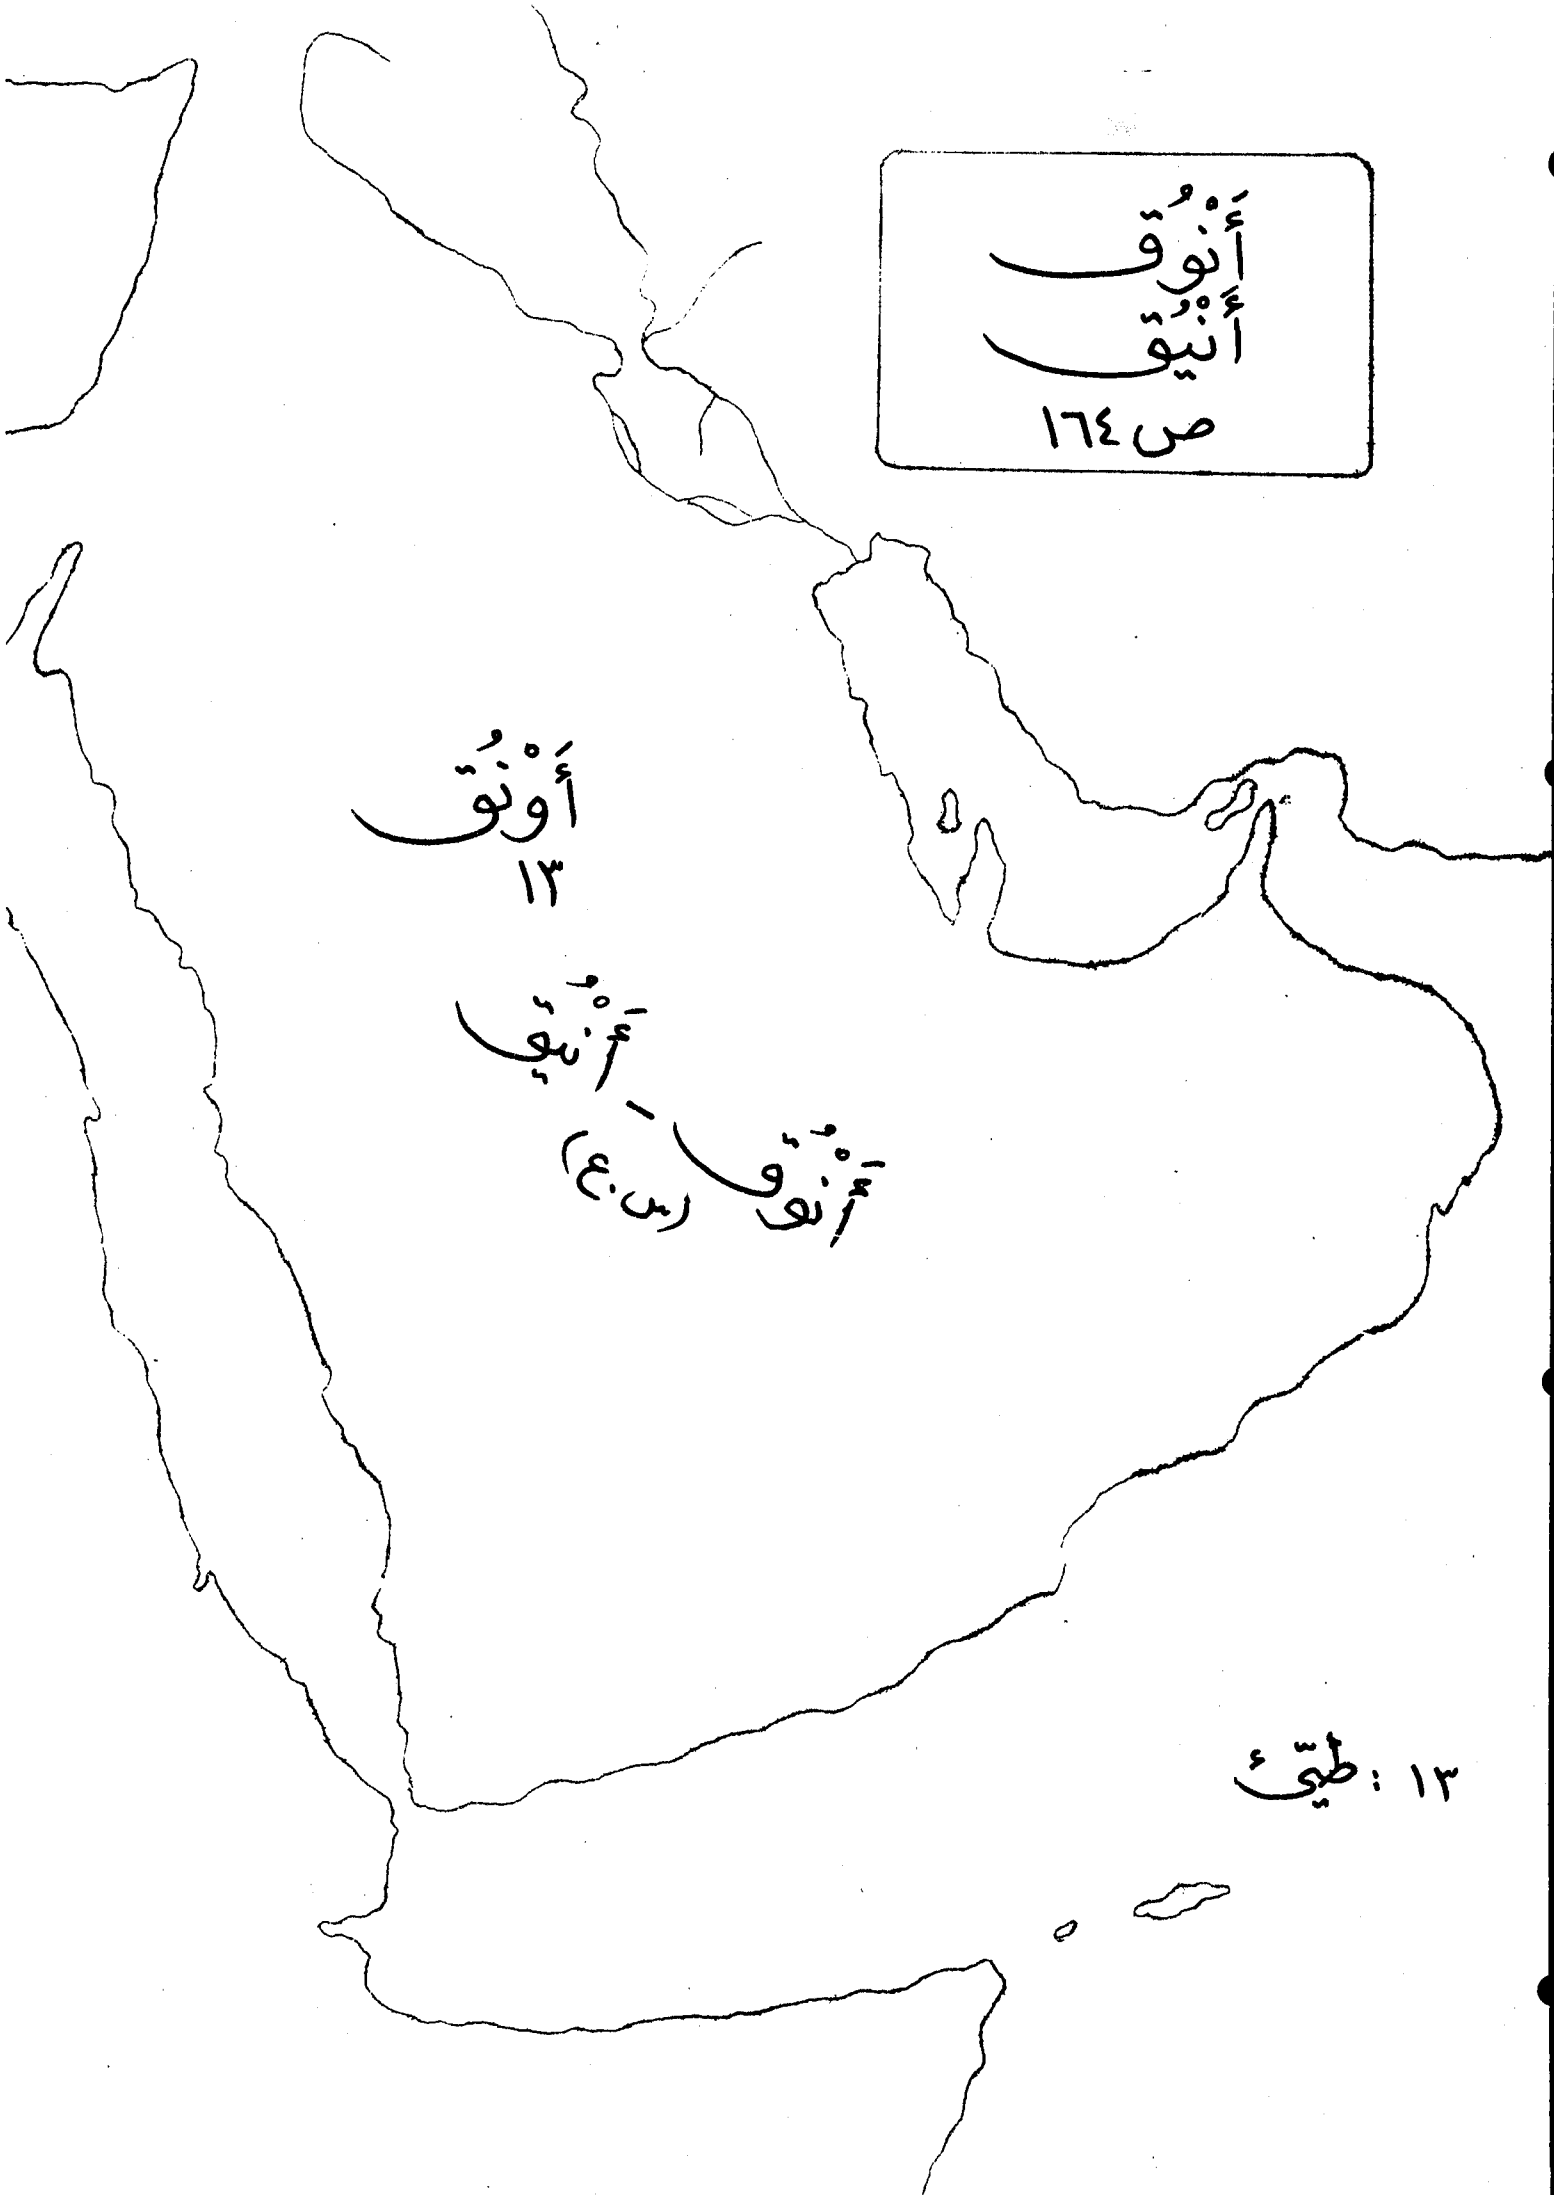 أَنْوُق
أَنْيُق
ص ١٦٤
أَوْنُق
١٣
أَنْيُق
–
أَنْوُق
(س.ع)
١٣ : طيّئ